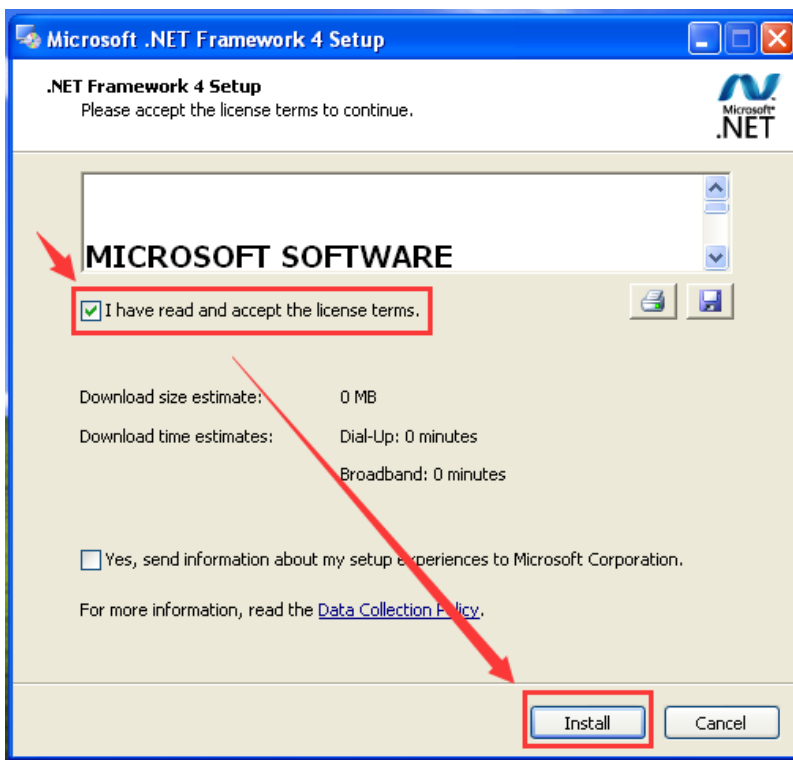 Microsoft .NET Framework 4 Setup
.NET Framework 4 Setup
Please accept the license terms to continue.
Microsoft
.NET
MICROSOFT SOFTWARE
I have read and accept the license terms.
Download size estimate: 0 MB
Download time estimates: Dial-Up: 0 minutes
Broadband: 0 minutes
Yes, send information about my setup experiences to Microsoft Corporation.
For more information, read the Data Collection Policy.
Install Cancel